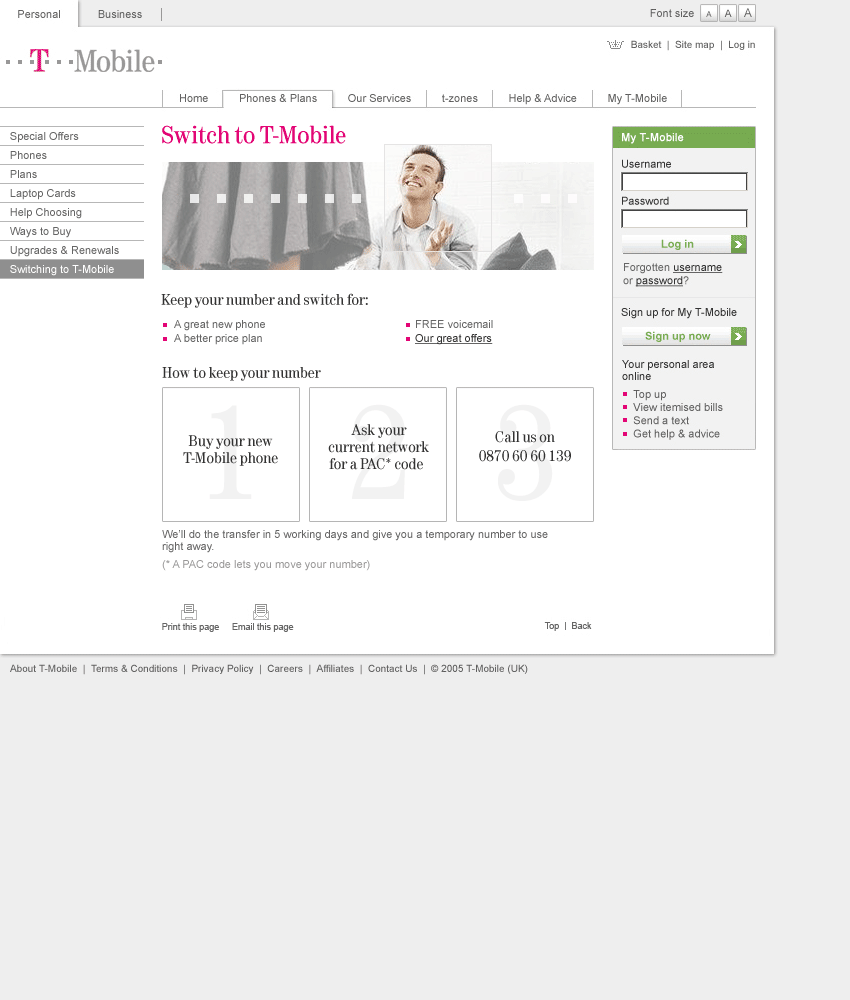 Personal
Business
Font size A A A
Basket | Site map | Log in
T Mobile
Home
Phones & Plans
Our Services
t-zones
Help & Advice
My T-Mobile
Special Offers
Phones
Plans
Laptop Cards
Help Choosing
Ways to Buy
Upgrades & Renewals
Switching to T-Mobile
Switch to T-Mobile
Keep your number and switch for:
A great new phone
A better price plan
FREE voicemail
Our great offers
How to keep your number
1
Buy your new
T-Mobile phone
2
Ask your
current network
for a PAC* code
3
Call us on
0870 60 60 139
We'll do the transfer in 5 working days and give you a temporary number to use
right away.
(* A PAC code lets you move your number)
Print this page
Email this page
Top | Back
My T-Mobile
Username
Password
Log in
Forgotten username
or password?
Sign up for My T-Mobile
Sign up now
Your personal area
online
Top up
View itemised bills
Send a text
Get help & advice
About T-Mobile | Terms & Conditions | Privacy Policy | Careers | Affiliates | Contact Us | © 2005 T-Mobile (UK)